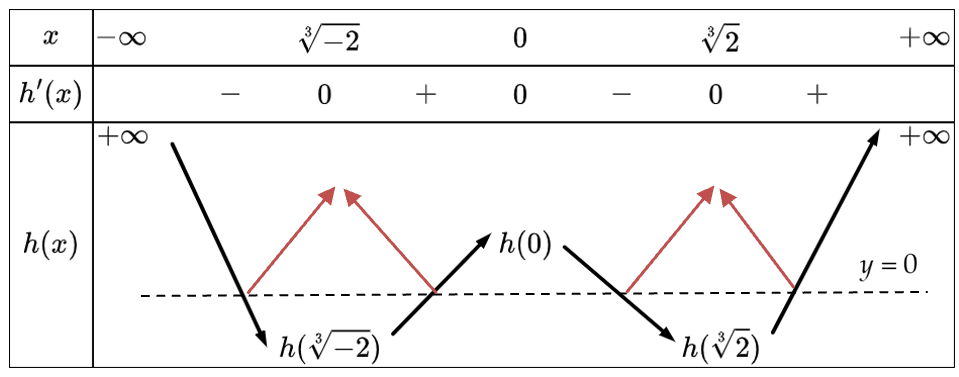 x −∞ ∛−2 0 ∛2 +∞
h′(x) − 0 + 0 − 0 +
+∞ +∞
h(x) h(0)
y = 0
h(∛−2) h(∛2)